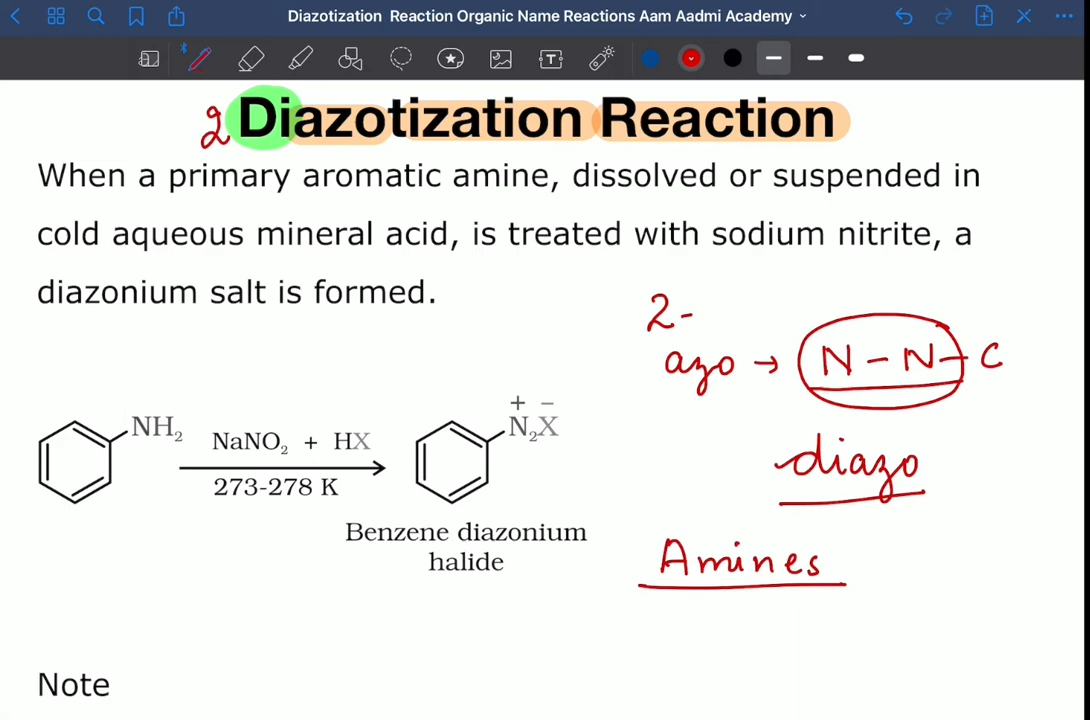 Diazotization Reaction Organic Name Reactions Aam Aadmi Academy
2 Diazotization Reaction
When a primary aromatic amine, dissolved or suspended in
cold aqueous mineral acid, is treated with sodium nitrite, a
diazonium salt is formed.
2-
azo → N – N – C
NH₂
NaNO₂ + HX
273-278 K
N₂⁺X⁻
diazo
Benzene diazonium
halide
Amines
Note